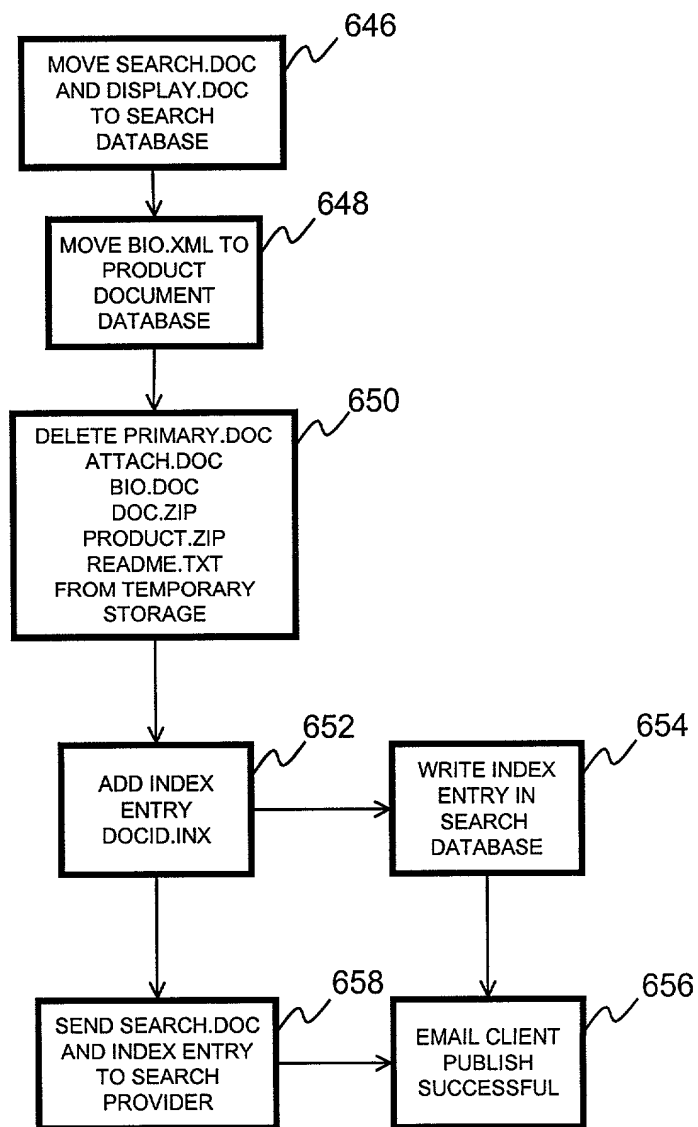 646
MOVE SEARCH.DOC
AND DISPLAY.DOC
TO SEARCH
DATABASE
648
MOVE BIO.XML TO
PRODUCT
DOCUMENT
DATABASE
650
DELETE PRIMARY.DOC
ATTACH.DOC
BIO.DOC
DOC.ZIP
PRODUCT.ZIP
README.TXT
FROM TEMPORARY
STORAGE
652
ADD INDEX
ENTRY
DOCID.INX
654
WRITE INDEX
ENTRY IN
SEARCH
DATABASE
658
SEND SEARCH.DOC
AND INDEX ENTRY
TO SEARCH
PROVIDER
656
EMAIL CLIENT
PUBLISH
SUCCESSFUL